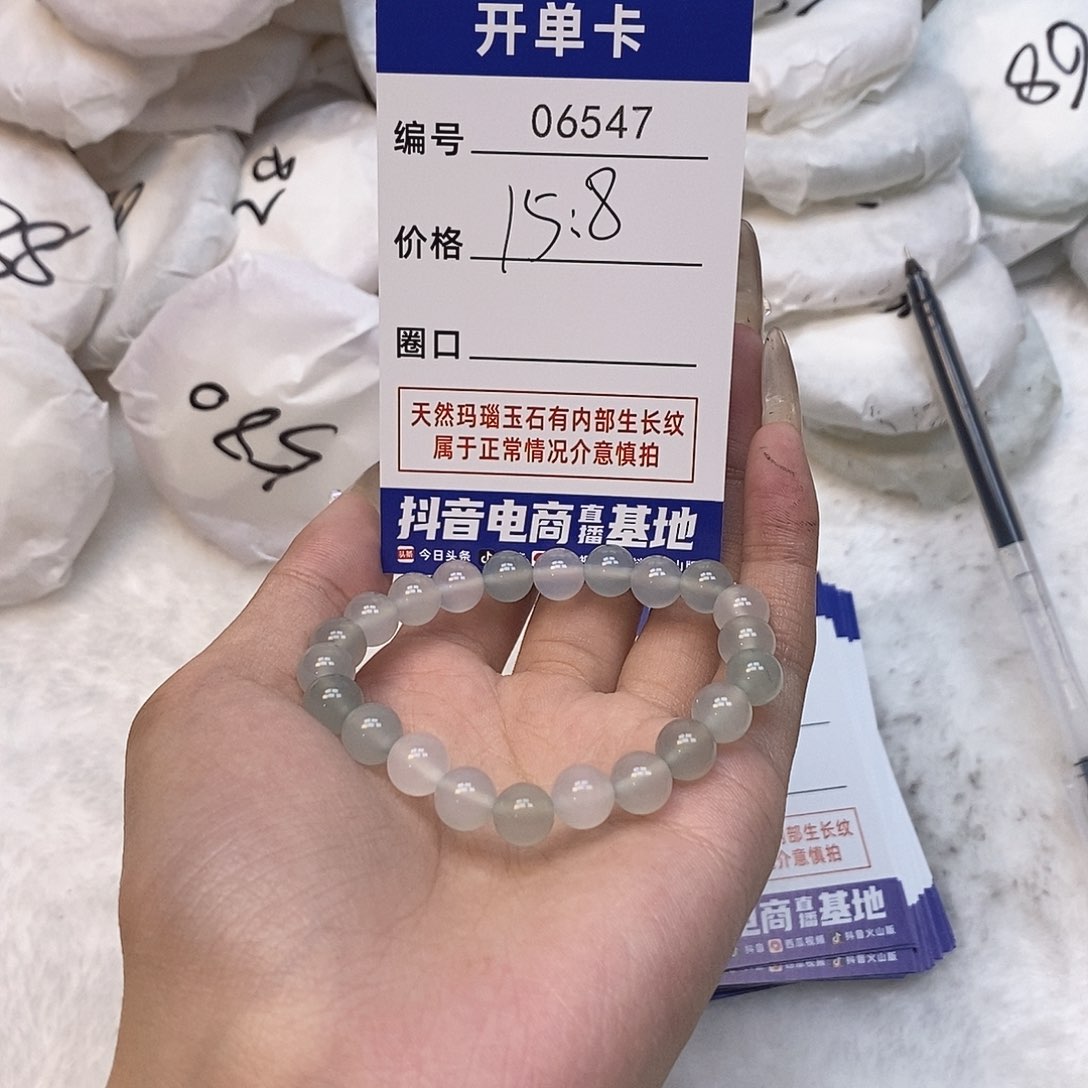 开单卡
编号 06547
价格 15:8
圈口
天然玛瑙玉石有内部生长纹
属于正常情况介意慎拍
抖音电商直播基地
今日头条
580
88
68
部生长纹
介意慎拍
电商直播基地
抖音 西瓜视频 抖音火山版